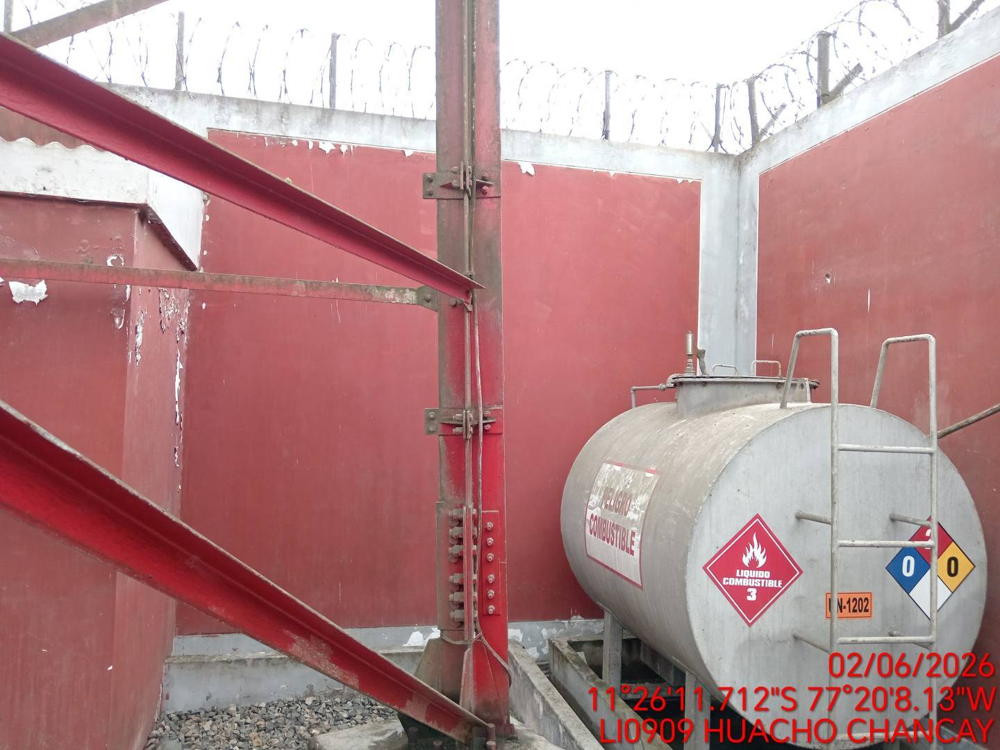 PELIGRO
COMBUSTIBLE
LIQUIDO
COMBUSTIBLE
3
UN-1202
0
0
02/06/2026
11°26'11.712"S 77°20'8.13"W
LI0909 HUACHO CHANCAY